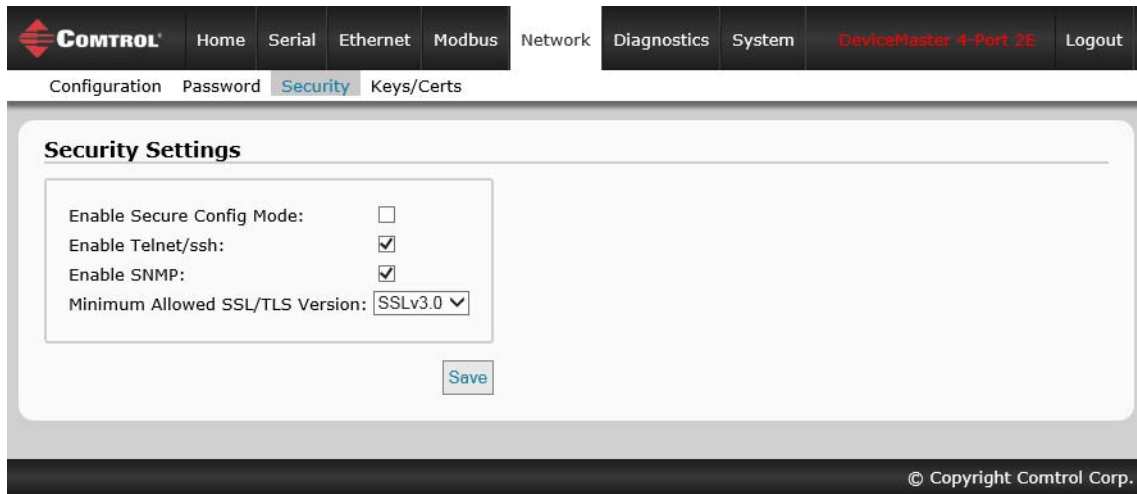 COMTROL Home Serial Ethernet Modbus Network Diagnostics System DeviceMaster 4-Port 2E Logout
Configuration Password Security Keys/Certs
Security Settings
Enable Secure Config Mode:
Enable Telnet/ssh:
Enable SNMP:
Minimum Allowed SSL/TLS Version: SSLv3.0
Save
© Copyright Comtrol Corp.